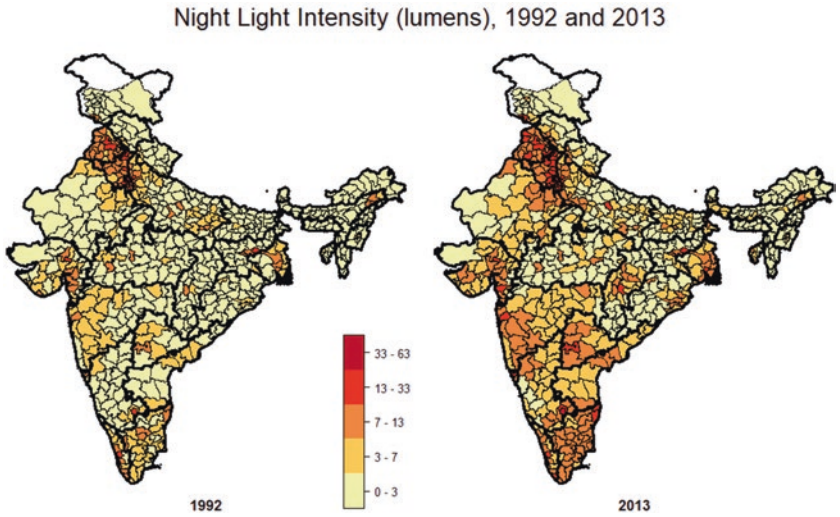 Night Light Intensity (lumens), 1992 and 2013
33 - 63
13 - 33
7 - 13
3 - 7
0 - 3
1992
2013